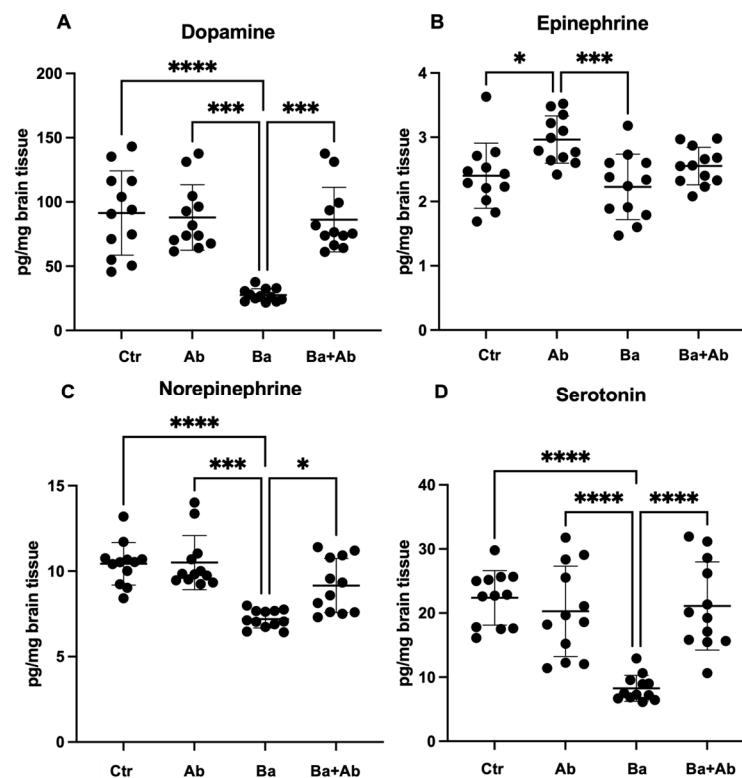 A
Dopamine
pg/mg brain tissue
200
150
100
50
0
****
***
***
Ctr
Ab
Ba
Ba+Ab
B
Epinephrine
pg/mg brain tissue
4
3
2
1
0
*
***
Ctr
Ab
Ba
Ba+Ab
C
Norepinephrine
pg/mg brain tissue
15
10
5
0
****
***
*
Ctr
Ab
Ba
Ba+Ab
D
Serotonin
pg/mg brain tissue
40
30
20
10
0
****
****
****
Ctr
Ab
Ba
Ba+Ab